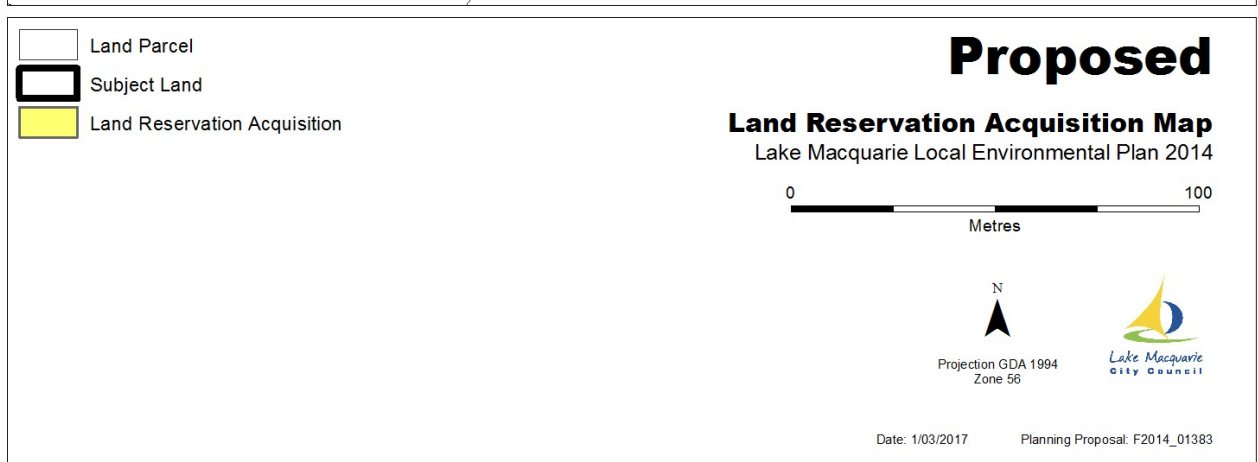 Land Parcel
Subject Land
Land Reservation Acquisition
Proposed
Land Reservation Acquisition Map
Lake Macquarie Local Environmental Plan 2014
0 100
Metres
N
Projection GDA 1994
Zone 56
Lake Macquarie
City Council
Date: 1/03/2017 Planning Proposal: F2014_01383